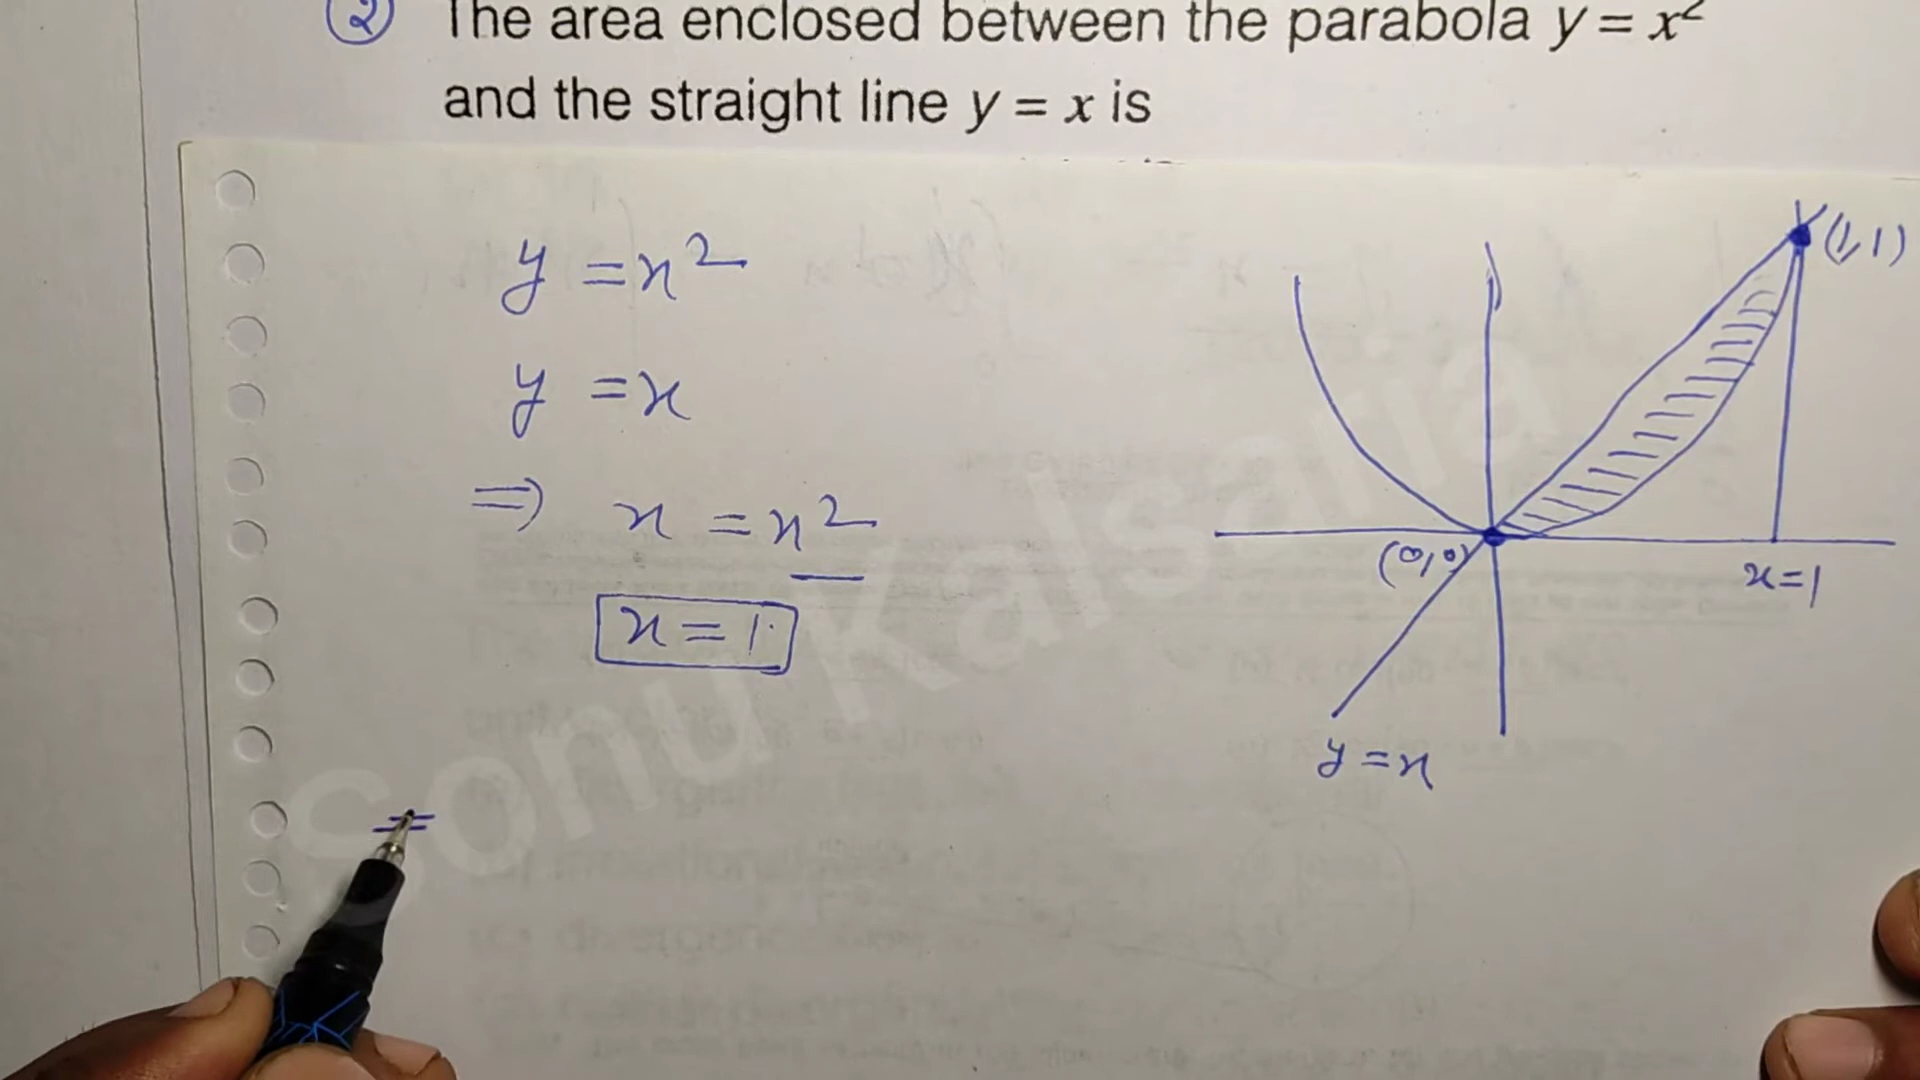 ② The area enclosed between the parabola y = x²
and the straight line y = x is
y = x²
y = x
⇒ x = x²
x = 1
=
(1,1)
(0,0)
x=1
y = x
Sonu Kalsaria